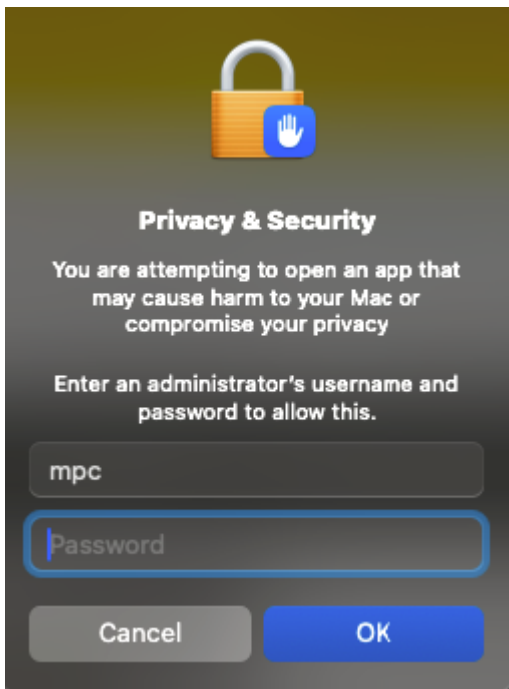 Privacy & Security
You are attempting to open an app that
may cause harm to your Mac or
compromise your privacy
Enter an administrator's username and
password to allow this.
mpc
Password
Cancel
OK